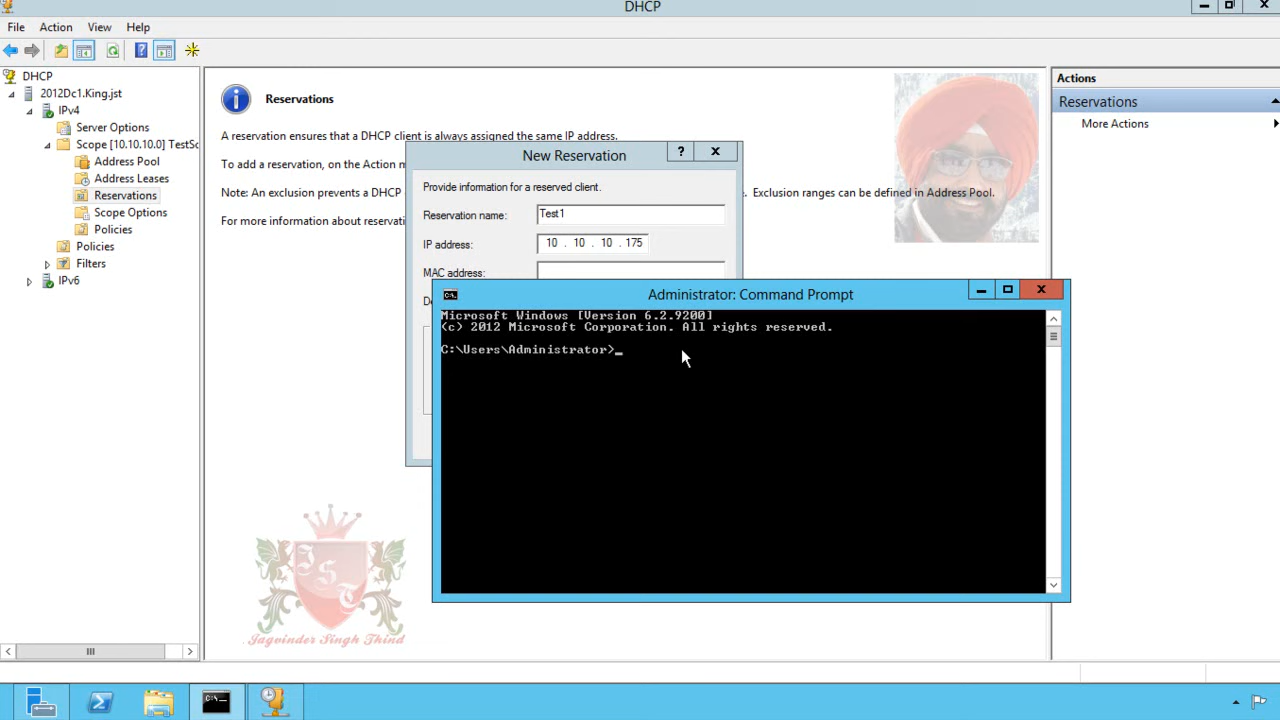 DHCP
File Action View Help
DHCP
2012Dc1.King.jst
IPv4
Server Options
Scope [10.10.10.0] TestSc
Address Pool
Address Leases
Reservations
Scope Options
Policies
Policies
Filters
IPv6
Reservations
A reservation ensures that a DHCP client is always assigned the same IP address.
To add a reservation, on the Action m
Note: An exclusion prevents a DHCP
e. Exclusion ranges can be defined in Address Pool.
For more information about reservati
New Reservation
?
Provide information for a reserved client.
Reservation name: Test1
IP address: 10 . 10 . 10 . 175
MAC address:
De
Administrator: Command Prompt
Microsoft Windows [Version 6.2.9200]
(c) 2012 Microsoft Corporation. All rights reserved.
C:\Users\Administrator>_
Actions
Reservations
More Actions
JST
Jagvinder Singh Thind